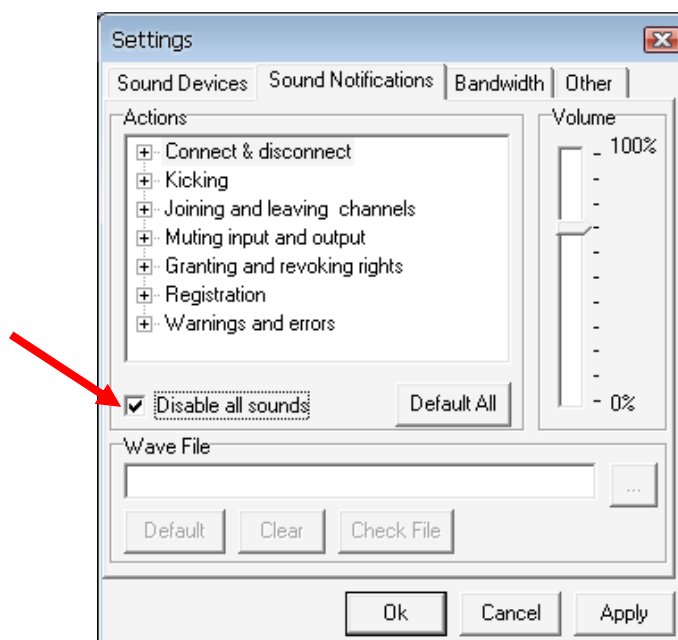 Settings
Sound Devices Sound Notifications Bandwidth Other
Actions
Connect & disconnect
Kicking
Joining and leaving channels
Muting input and output
Granting and revoking rights
Registration
Warnings and errors
Disable all sounds
Default All
Volume
100%
0%
Wave File
...
Default Clear Check File
Ok Cancel Apply